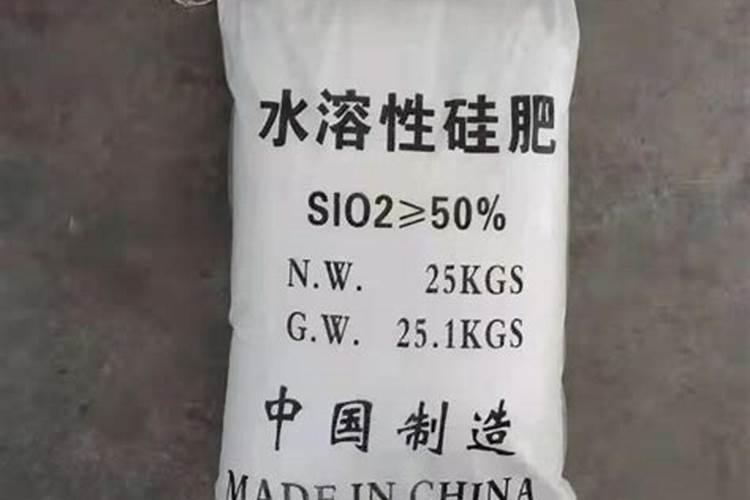 水溶性硅肥
SIO2≥50%
N.W. 25KGS
G.W. 25.1KGS
中国制造
MADE IN CHINA